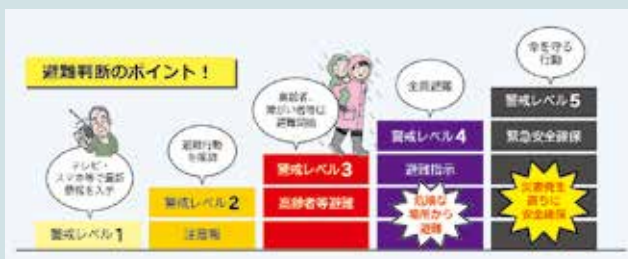 避難判断のポイント！
テレビ・
スマホ等で最新
情報を入手
警戒レベル1
避難行動
を確認
警戒レベル2
注意報
高齢者、
障がい者等は
避難開始
警戒レベル3
高齢者等避難
全員避難
警戒レベル4
避難指示
危険な
場所から
避難
命を守る
行動
警戒レベル5
緊急安全確保
災害発生
直ちに
安全確保